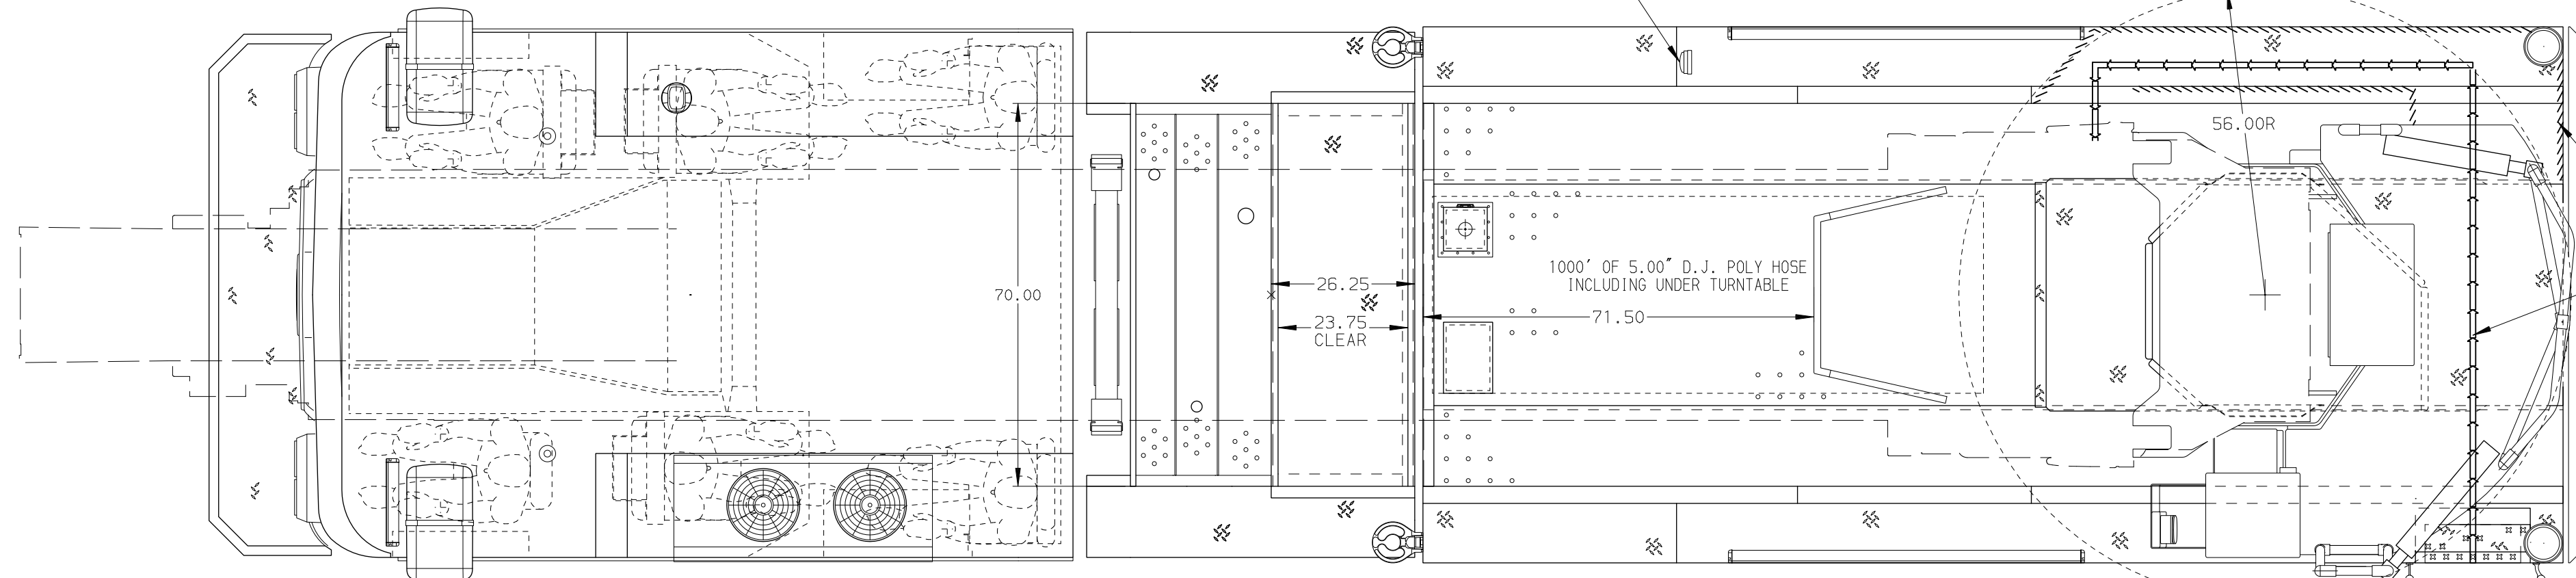 56.00R
1000' OF 5.00" D.J. POLY HOSE
INCLUDING UNDER TURNTABLE
70.00
26.25
71.50
23.75
CLEAR